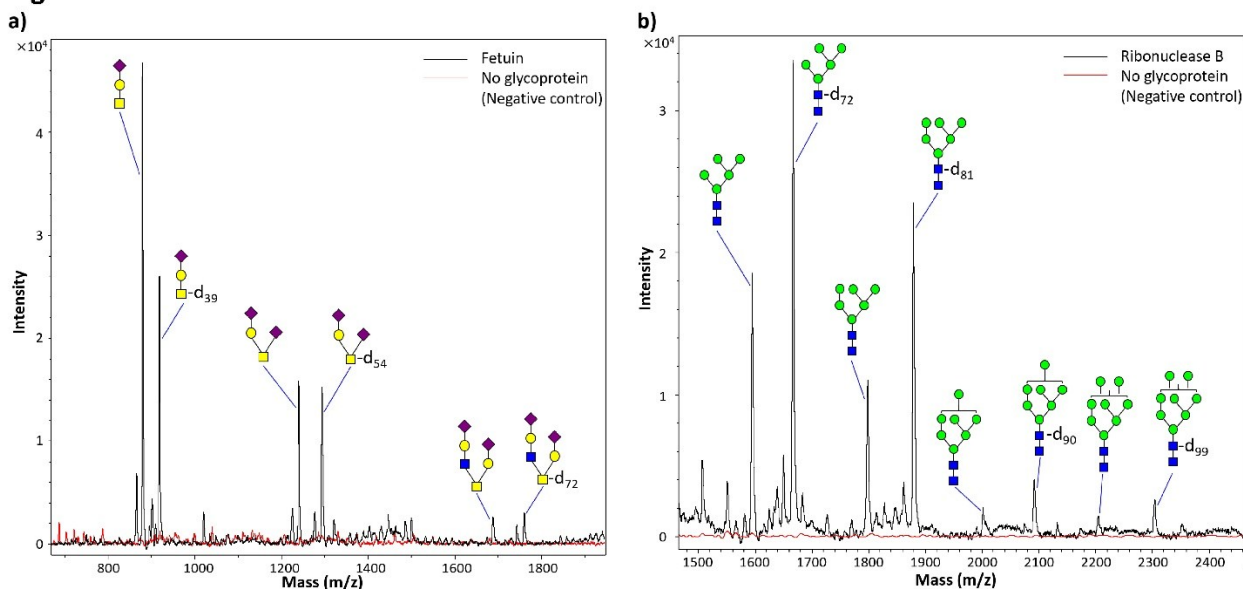 a)
×10⁴
Fetuin
No glycoprotein
(Negative control)
4
3
2
1
0
Intensity
-d₃₉
-d₅₄
-d₇₂
800
1000
1200
1400
1600
1800
Mass (m/z)
b)
×10⁴
Ribonuclease B
No glycoprotein
(Negative control)
3
2
1
0
Intensity
-d₇₂
-d₈₁
-d₉₀
-d₉₉
1500
1600
1700
1800
1900
2000
2100
2200
2300
2400
Mass (m/z)